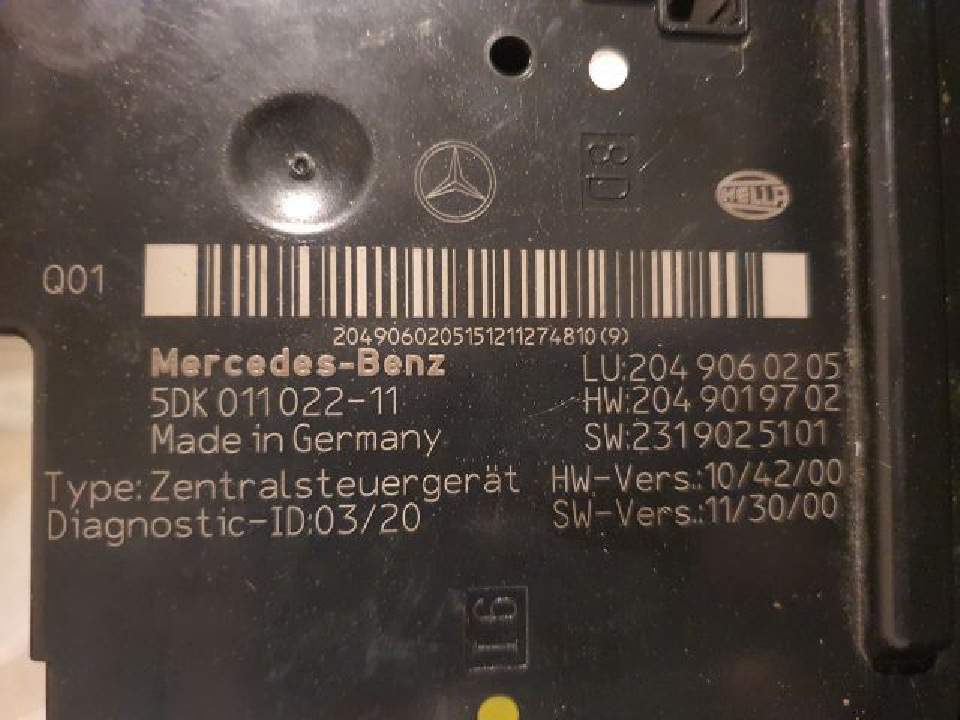 18
HELLA
Q01
2049060205151211274810(9)
Mercedes-Benz
LU:204 906 02 05
5DK 011 022-11
HW:204 901 97 02
Made in Germany
SW:231 902 51 01
Type: Zentralsteuergerät
HW-Vers.:10/42/00
Diagnostic-ID:03/20
SW-Vers.:11/30/00